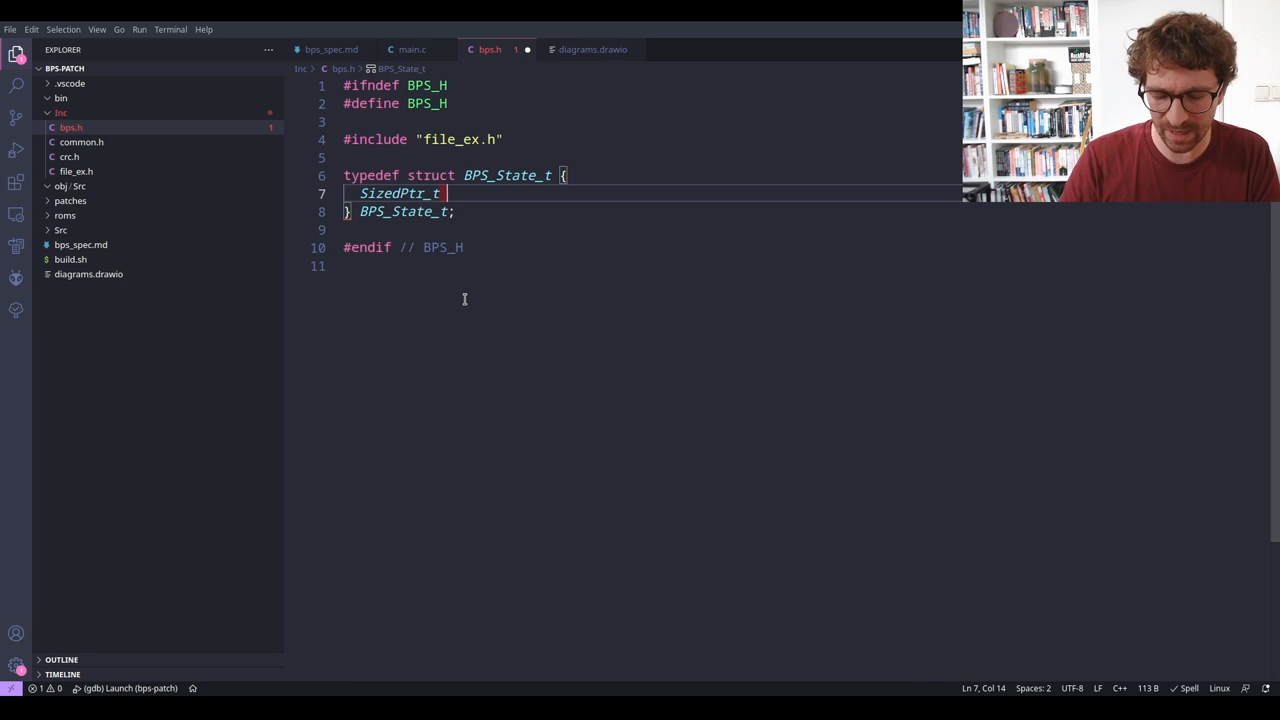 File Edit Selection View Go Run Terminal Help
EXPLORER
bps_spec.md
main.c
bps.h 1
diagrams.drawio
BPS-PATCH
Inc > bps.h > BPS_State_t
.vscode
bin
Inc
bps.h 1
common.h
crc.h
file_ex.h
obj / Src
patches
roms
Src
bps_spec.md
build.sh
diagrams.drawio
1 #ifndef BPS_H
2 #define BPS_H
3
4 #include "file_ex.h"
5
6 typedef struct BPS_State_t {
7 SizedPtr_t
8 } BPS_State_t;
9
10 #endif // BPS_H
11
OUTLINE
TIMELINE
1 0 (gdb) Launch (bps-patch) Ln 7, Col 14 Spaces: 2 UTF-8 LF C++ 113 B Spell Linux